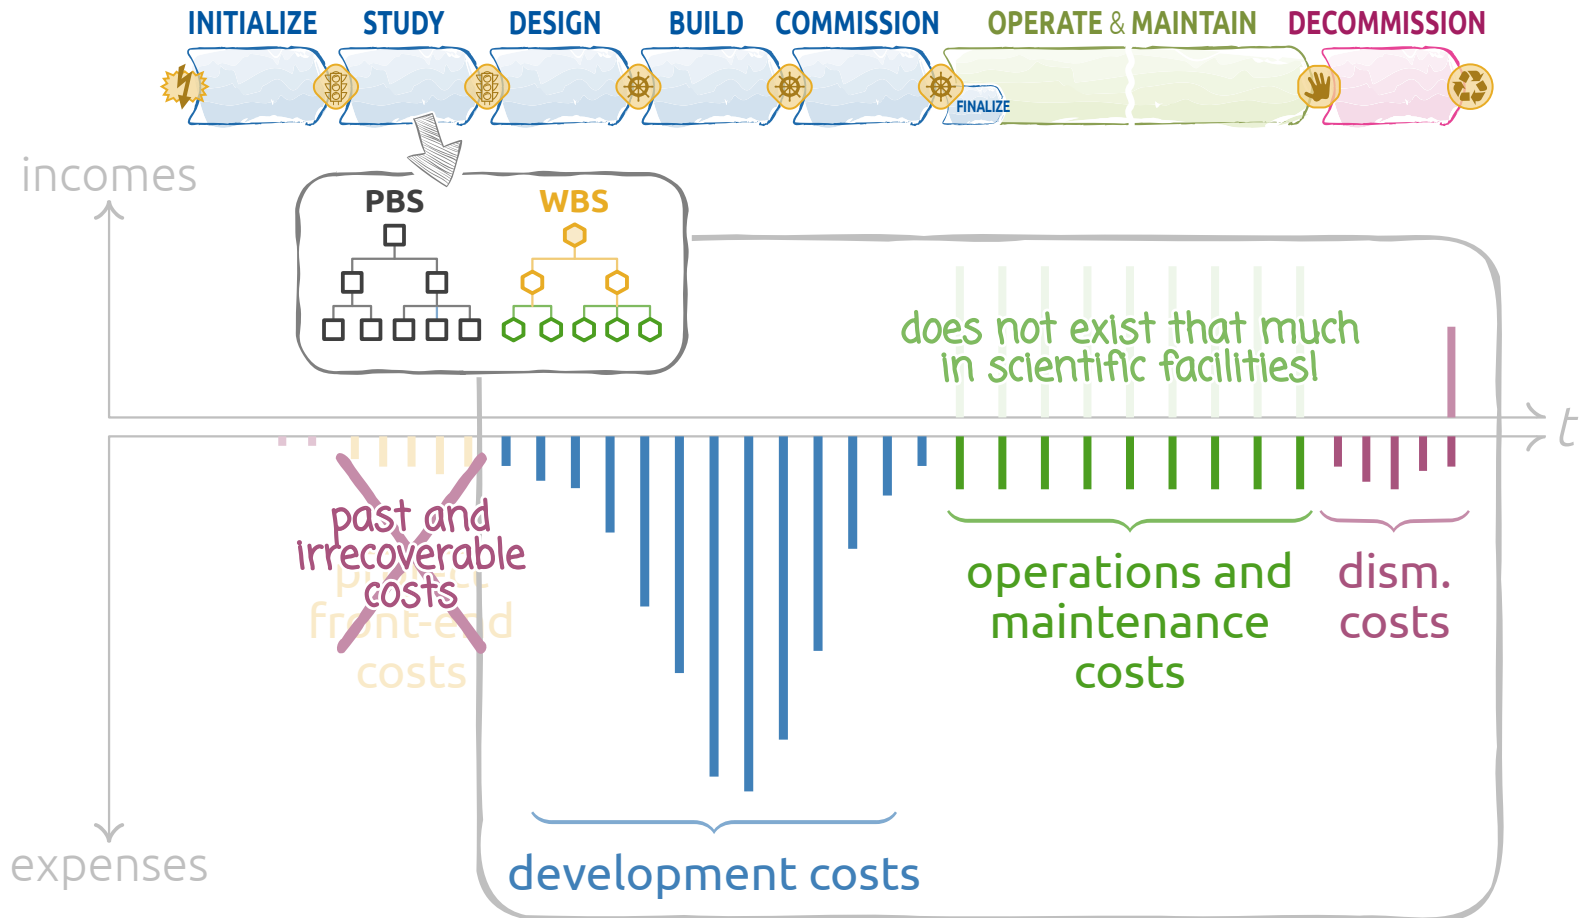 INITIALIZE STUDY DESIGN BUILD COMMISSION OPERATE & MAINTAIN DECOMMISSION
FINALIZE
incomes
PBS WBS
does not exist that much
in scientific facilities!
t
past and
irrecoverable
costs
project
front-end
costs
operations and
maintenance
costs
dism.
costs
development costs
expenses